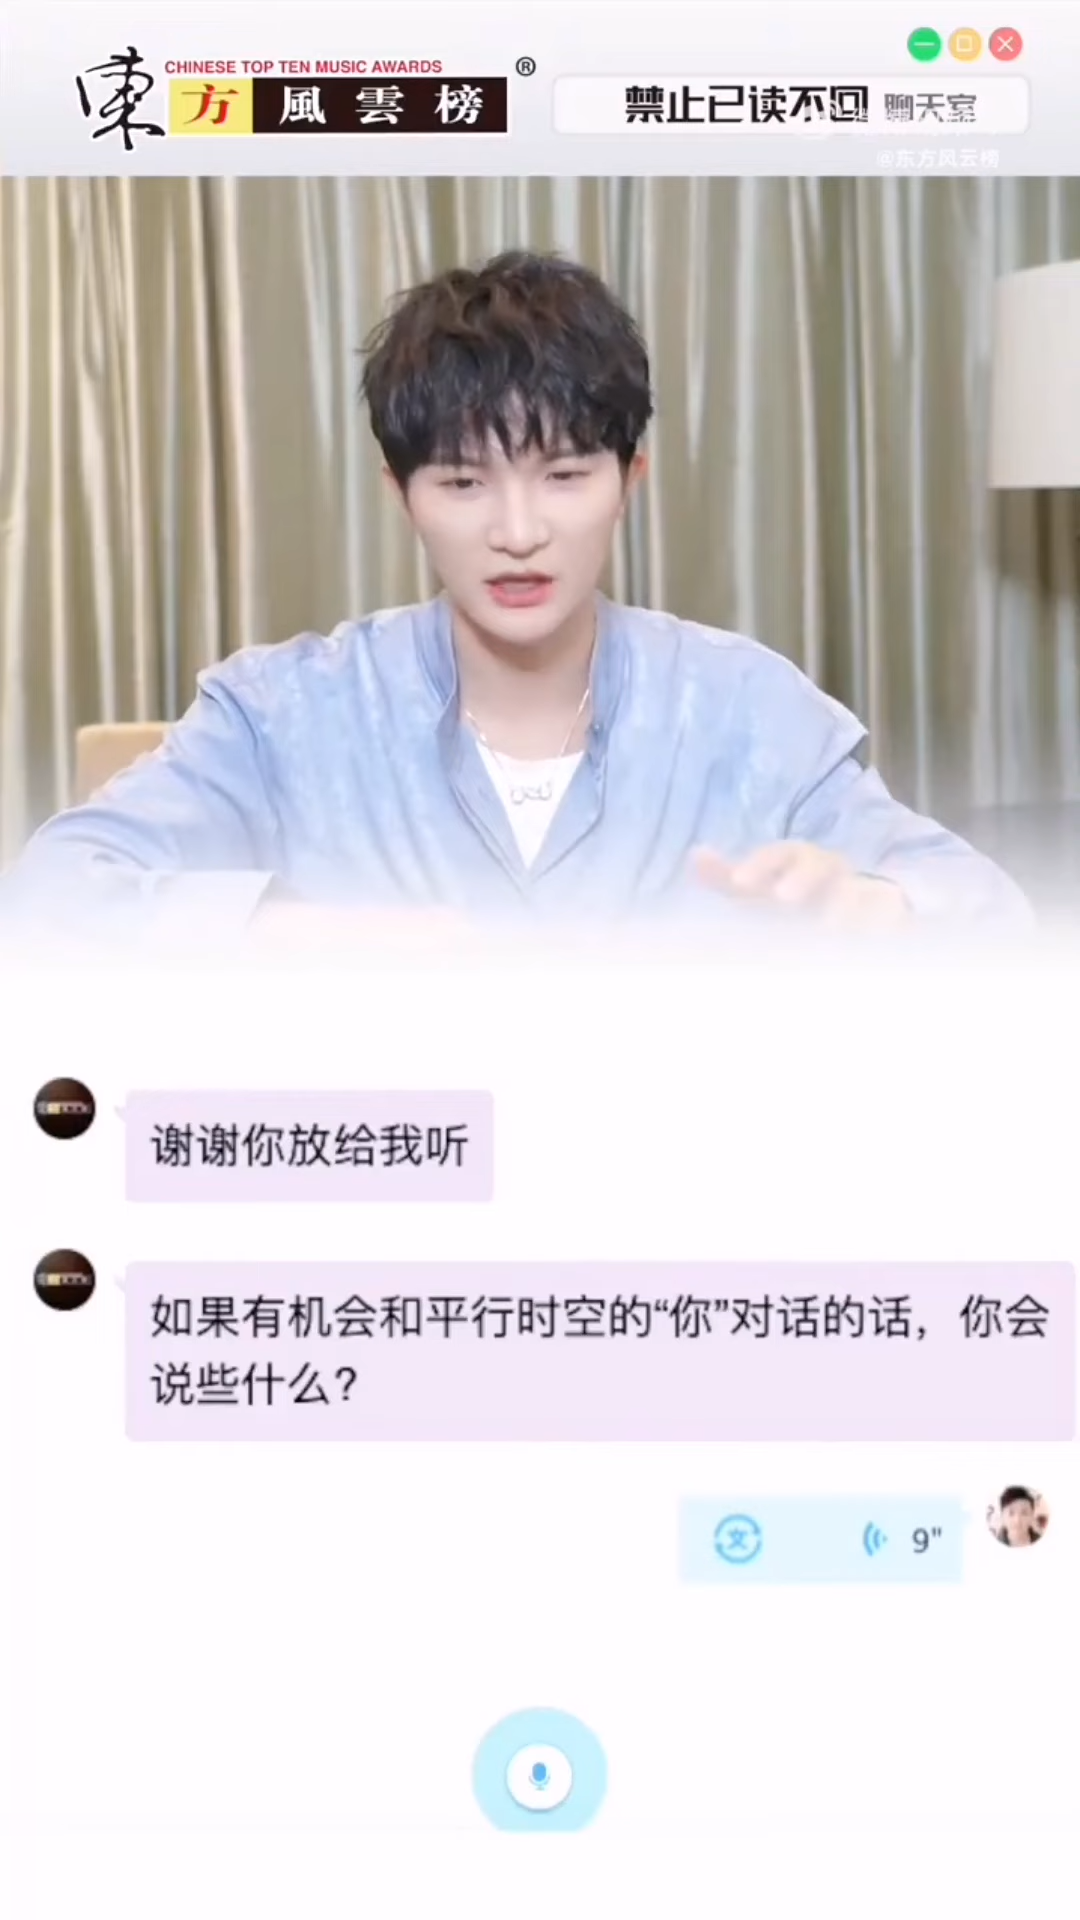 東方風雲榜
CHINESE TOP TEN MUSIC AWARDS
®
禁止已读不回 聊天室
@东方风云榜
谢谢你放给我听
如果有机会和平行时空的“你”对话的话，你会
说些什么？
文 9"